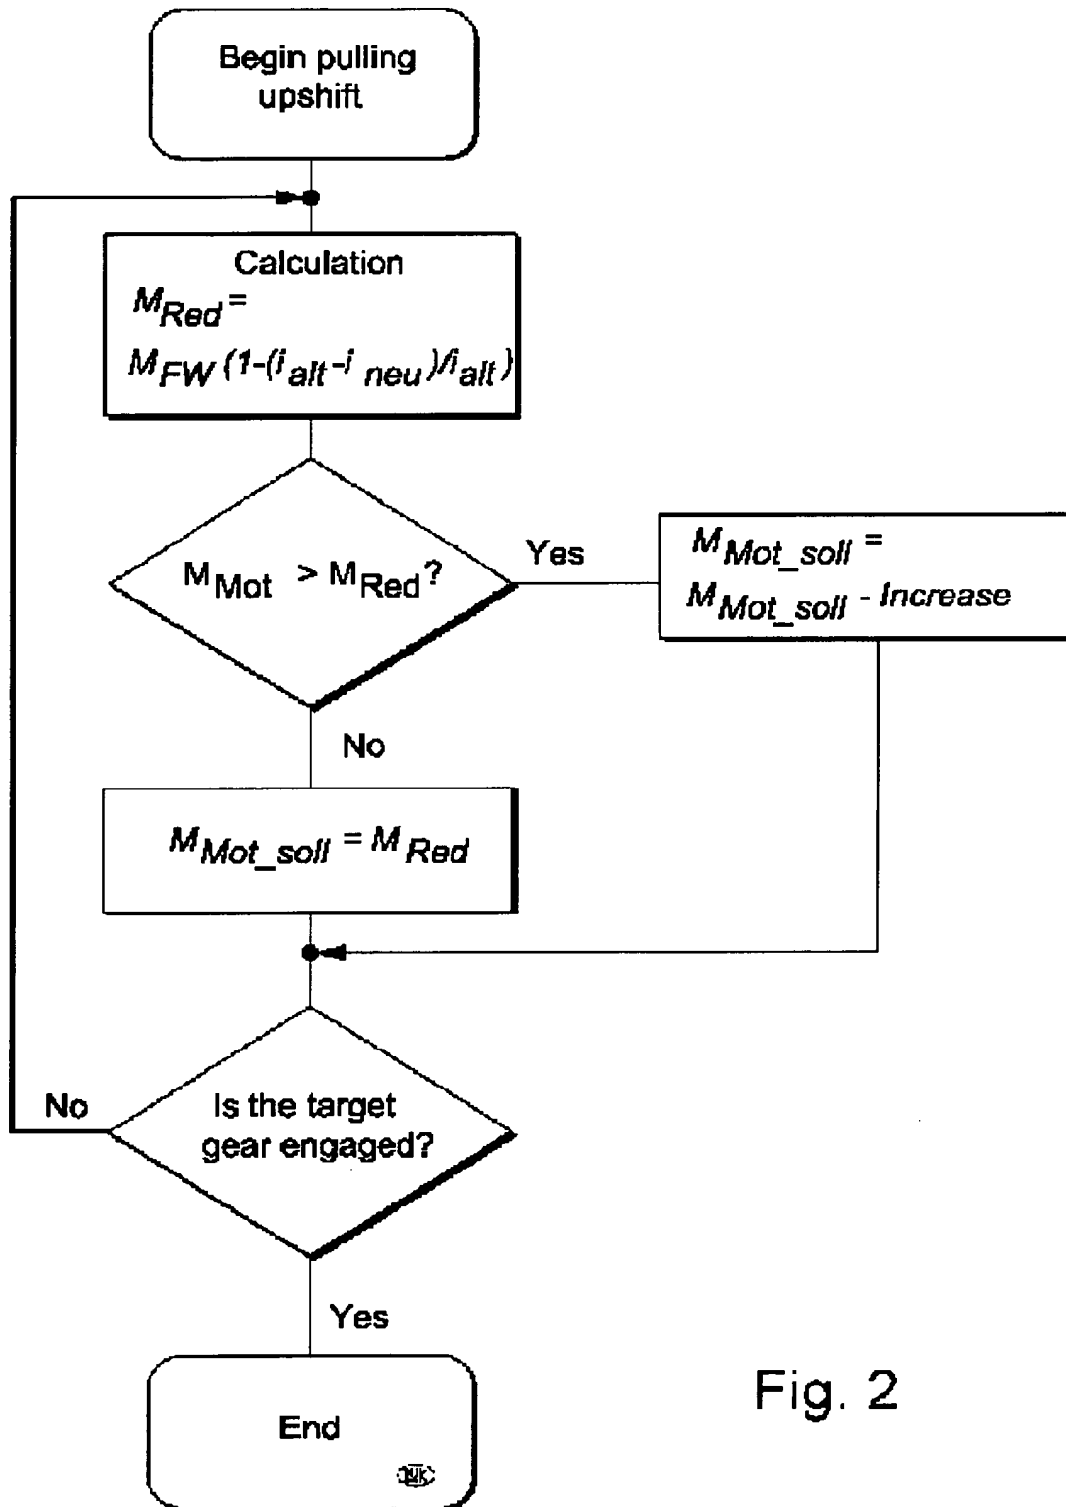 Begin pulling
upshift
Calculation
M_Red =
M_FW (1-(i_alt - i_neu)/i_alt)
M_Mot > M_Red?
Yes
M_Mot_soll =
M_Mot_soll - Increase
No
M_Mot_soll = M_Red
No
Is the target
gear engaged?
Yes
End
Fig. 2